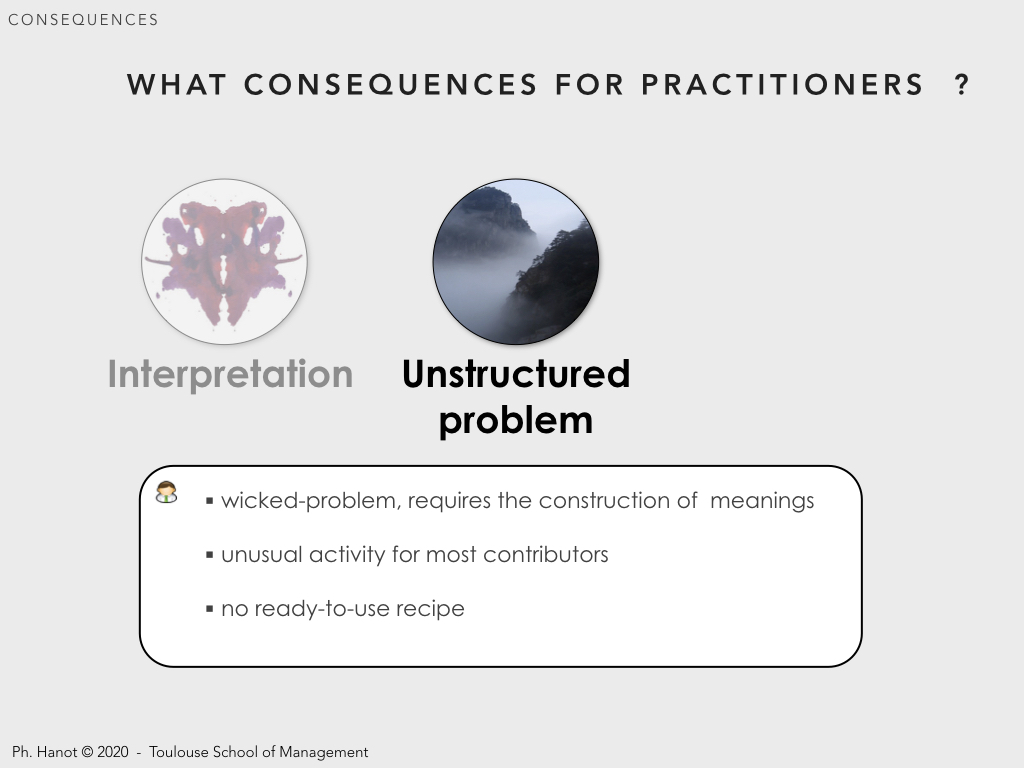 CONSEQUENCES
WHAT CONSEQUENCES FOR PRACTITIONERS ?
Interpretation
Unstructured
problem
▪ wicked-problem, requires the construction of meanings
▪ unusual activity for most contributors
▪ no ready-to-use recipe
Ph. Hanot © 2020 - Toulouse School of Management